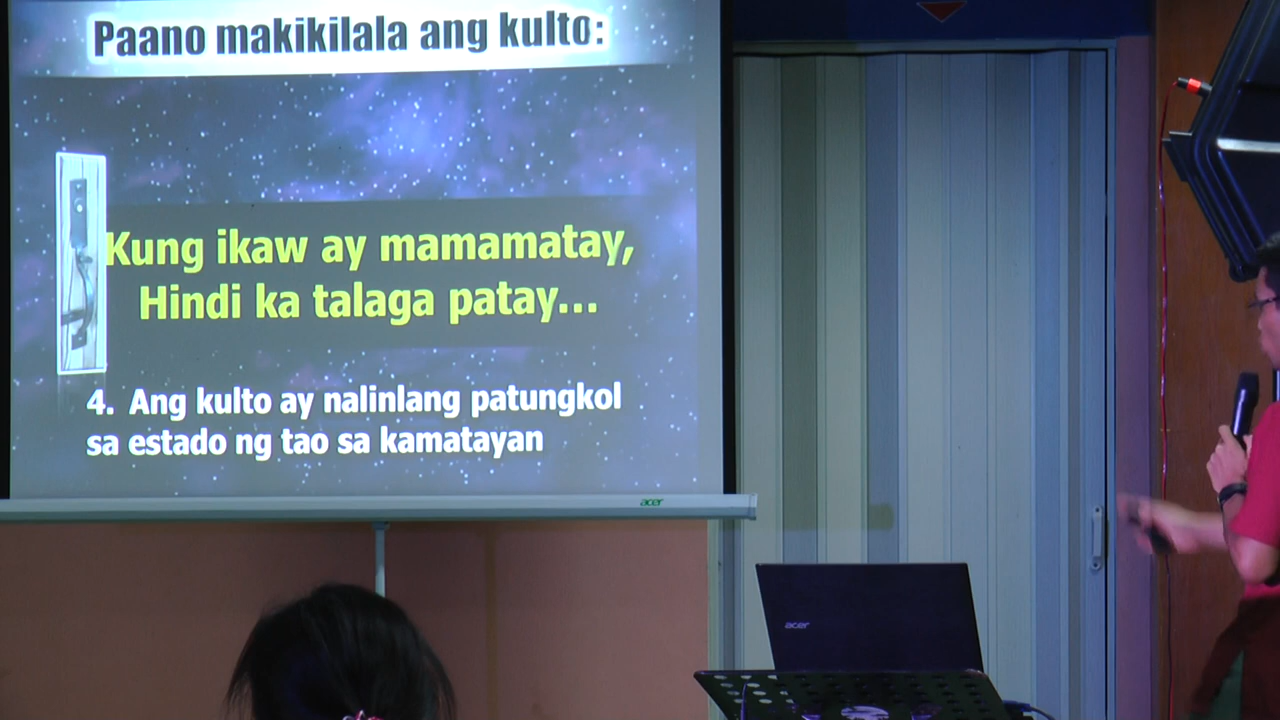 Paano makikilala ang kulto:
Kung ikaw ay mamamatay,
Hindi ka talaga patay...
4. Ang kulto ay nalinlang patungkol
sa estado ng tao sa kamatayan
acer
acer